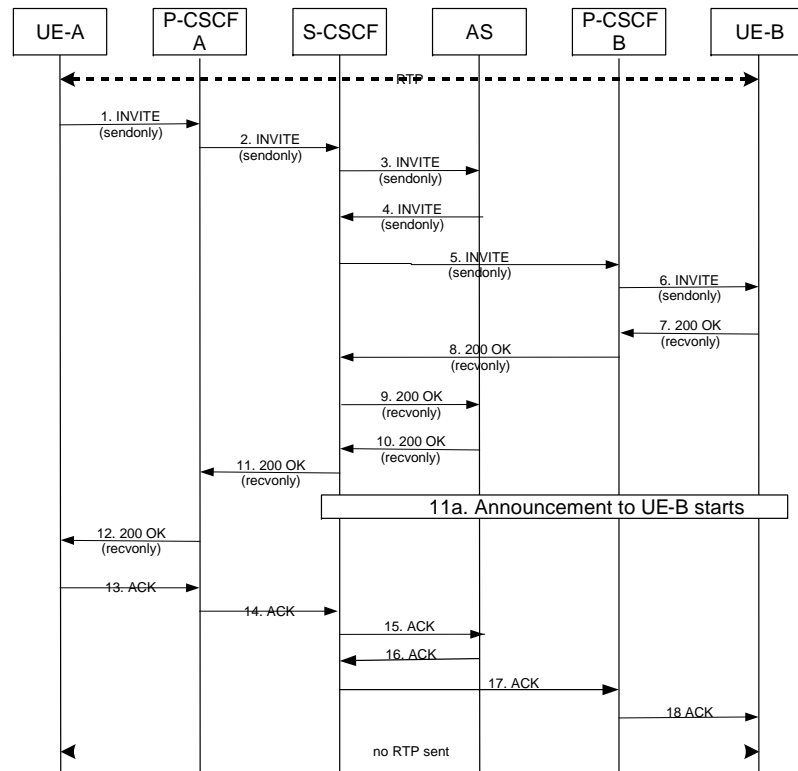 UE-A
P-CSCF
A
S-CSCF
AS
P-CSCF
B
UE-B
RTP
1. INVITE
(sendonly)
2. INVITE
(sendonly)
3. INVITE
(sendonly)
4. INVITE
(sendonly)
5. INVITE
(sendonly)
6. INVITE
(sendonly)
7. 200 OK
(recvonly)
8. 200 OK
(recvonly)
9. 200 OK
(recvonly)
10. 200 OK
(recvonly)
11. 200 OK
(recvonly)
11a. Announcement to UE-B starts
12. 200 OK
(recvonly)
13. ACK
14. ACK
15. ACK
16. ACK
17. ACK
18 ACK
no RTP sent